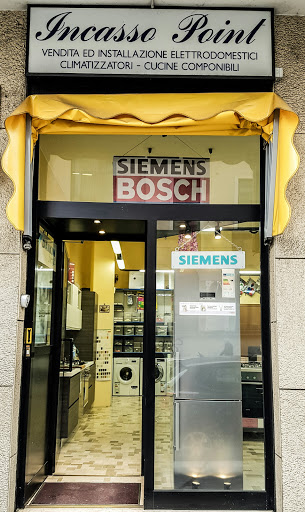 Incasso Point
VENDITA ED INSTALLAZIONE ELETTRODOMESTICI
CLIMATIZZATORI - CUCINE COMPONIBILI
SIEMENS
BOSCH
SIEMENS